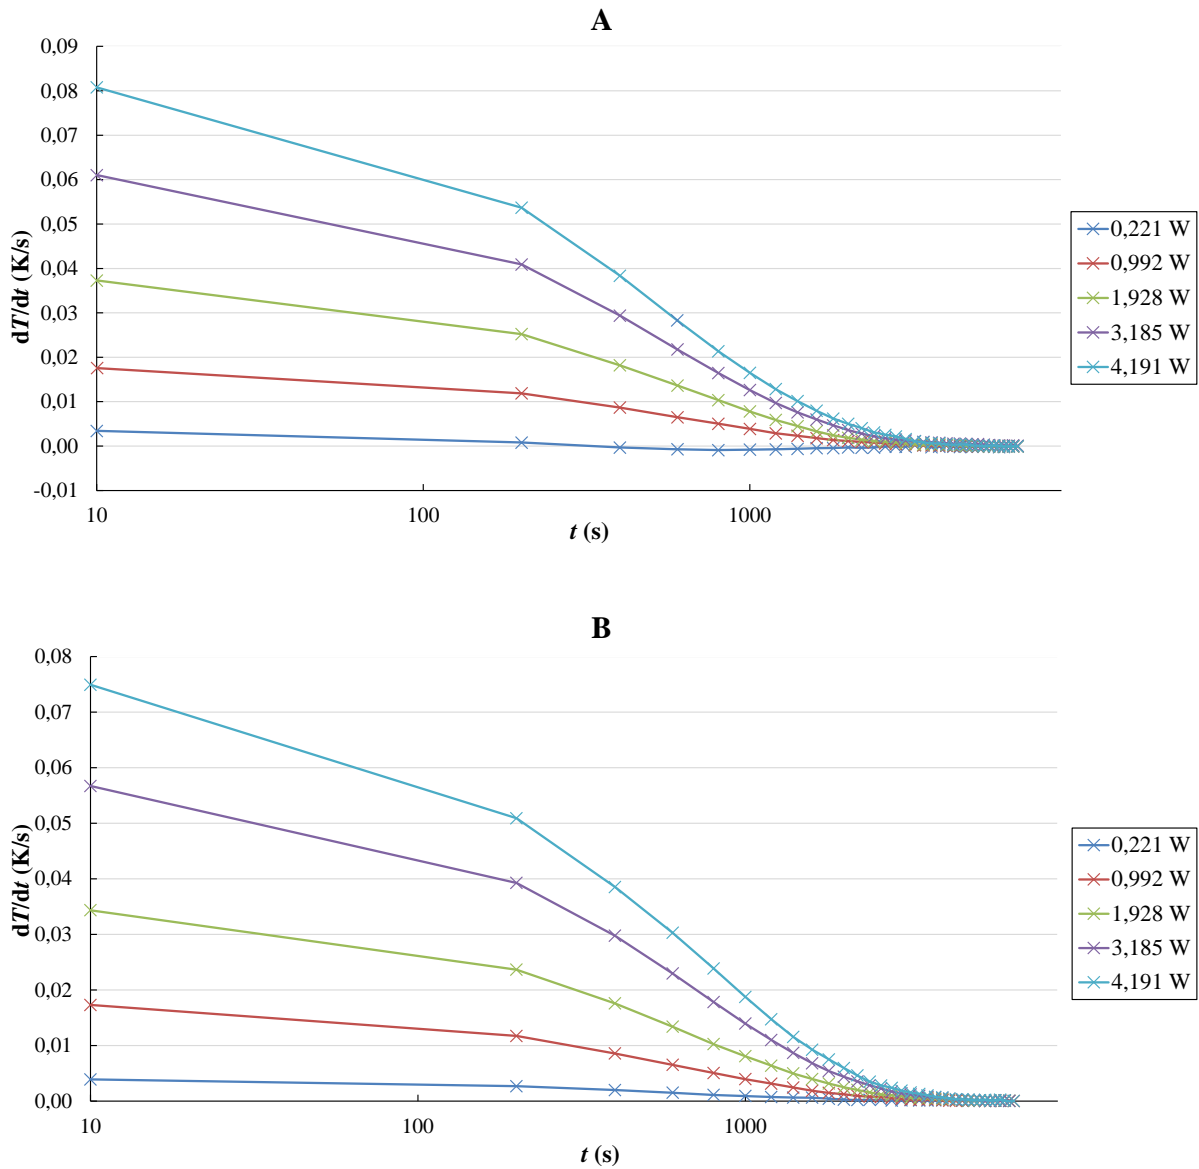 A
0,09
0,08
0,07
0,06
0,05
0,04
0,03
0,02
0,01
0,00
-0,01
dT/dt (K/s)
10
100
1000
t (s)
0,221 W
0,992 W
1,928 W
3,185 W
4,191 W
B
0,08
0,07
0,06
0,05
0,04
0,03
0,02
0,01
0,00
dT/dt (K/s)
10
100
1000
t (s)
0,221 W
0,992 W
1,928 W
3,185 W
4,191 W